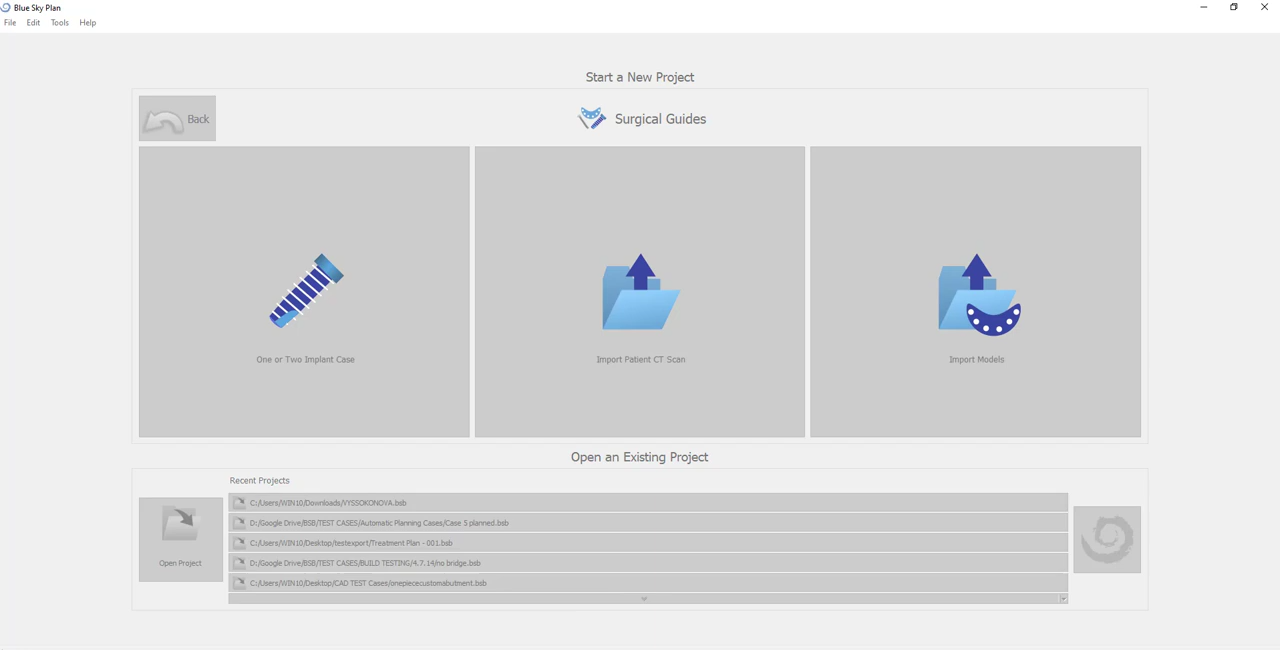 Blue Sky Plan
File Edit Tools Help
Start a New Project
Back
Surgical Guides
One or Two Implant Case
Import Patient CT Scan
Import Models
Open an Existing Project
Recent Projects
Open Project
C:/Users/WIN10/Downloads/VYSSOKONOVA.bsb
D:/Google Drive/BSB/TEST CASES/Automatic Planning Cases/Case 5 planned.bsb
C:/Users/WIN10/Desktop/testexport/Treatment Plan - 001.bsb
D:/Google Drive/BSB/TEST CASES/BUILD TESTING/4.7.14/no bridge.bsb
C:/Users/WIN10/Desktop/CAD TEST Cases/onepiececustomabutment.bsb